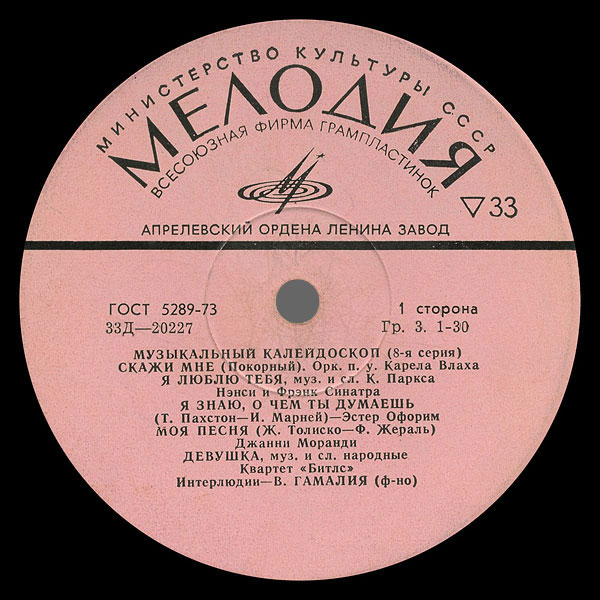 МИНИСТЕРСТВО КУЛЬТУРЫ СССР
МЕЛОДИЯ
ВСЕСОЮЗНАЯ ФИРМА ГРАМПЛАСТИНОК
▽33
АПРЕЛЕВСКИЙ ОРДЕНА ЛЕНИНА ЗАВОД
ГОСТ 5289-73 1 сторона
33Д—20227 Гр. 3. 1-30
МУЗЫКАЛЬНЫЙ КАЛЕЙДОСКОП (8-я серия)
СКАЖИ МНЕ (Покорный). Орк. п. у. Карела Влаха
Я ЛЮБЛЮ ТЕБЯ, муз. и сл. К. Паркса
Нэнси и Фрэнк Синатра
Я ЗНАЮ, О ЧЕМ ТЫ ДУМАЕШЬ
(Т. Пахстон—И. Марней)—Эстер Офорим
МОЯ ПЕСНЯ (Ж. Толиско—Ф. Жераль)
Джанни Моранди
ДЕВУШКА, муз. и сл. народные
Квартет «Битлс»
Интерлюдии—В. ГАМАЛИЯ (ф-но)